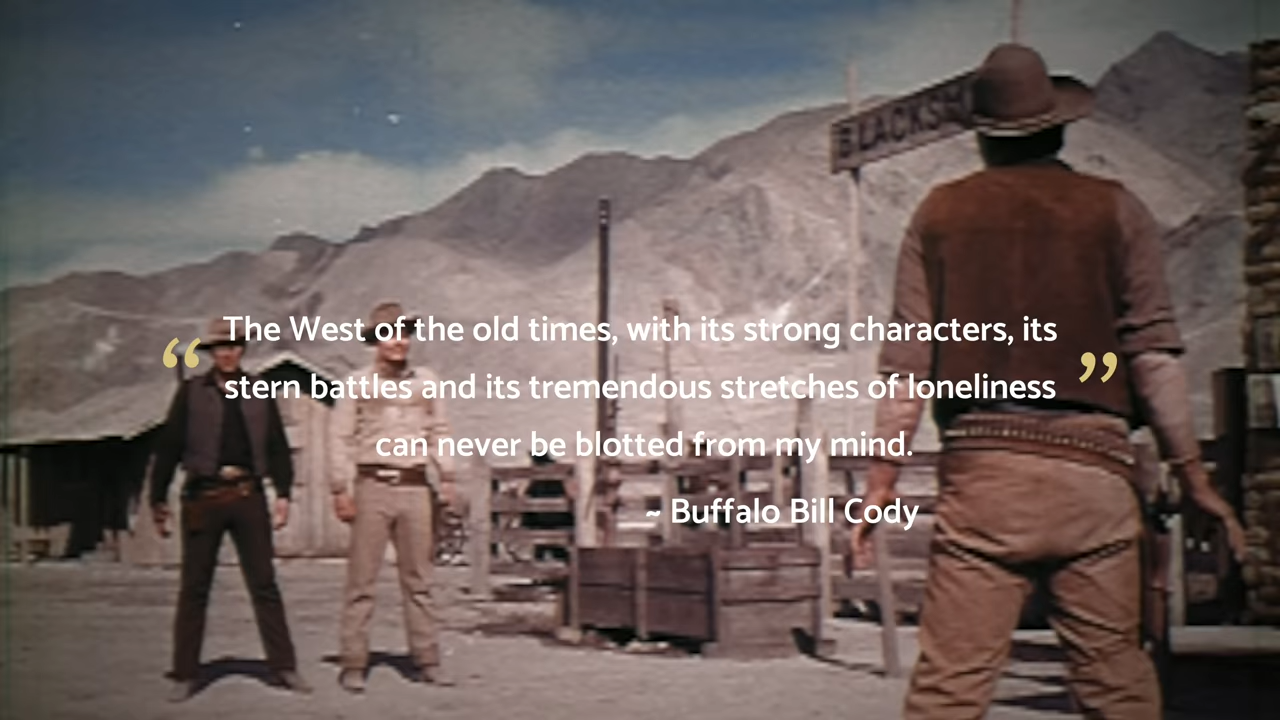 BLACKSM
“ The West of the old times, with its strong characters, its
stern battles and its tremendous stretches of loneliness
can never be blotted from my mind. ”
~ Buffalo Bill Cody